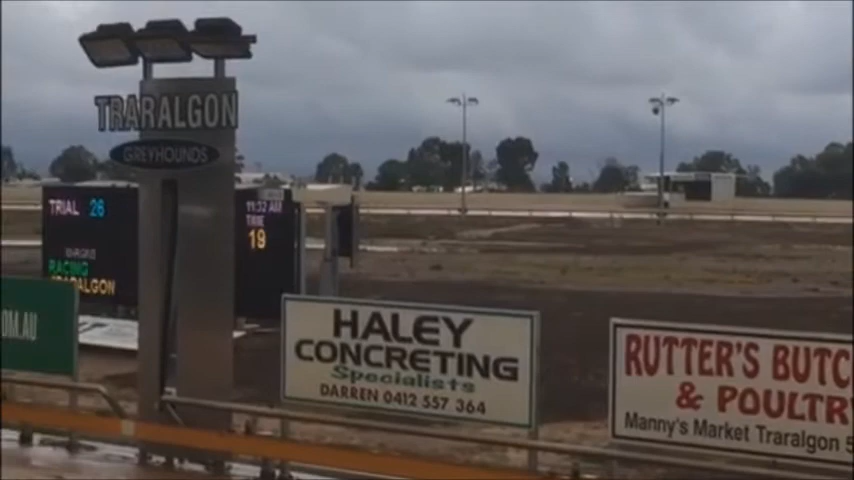 TRARALGON
GREYHOUNDS
TRIAL 26
11:32 AM
TIME
19
RACING
TRARALGON
OM.AU
HALEY
CONCRETING
Specialists
DARREN 0412 557 364
RUTTER'S BUTC
& POULTR
Manny's Market Traralgon 5